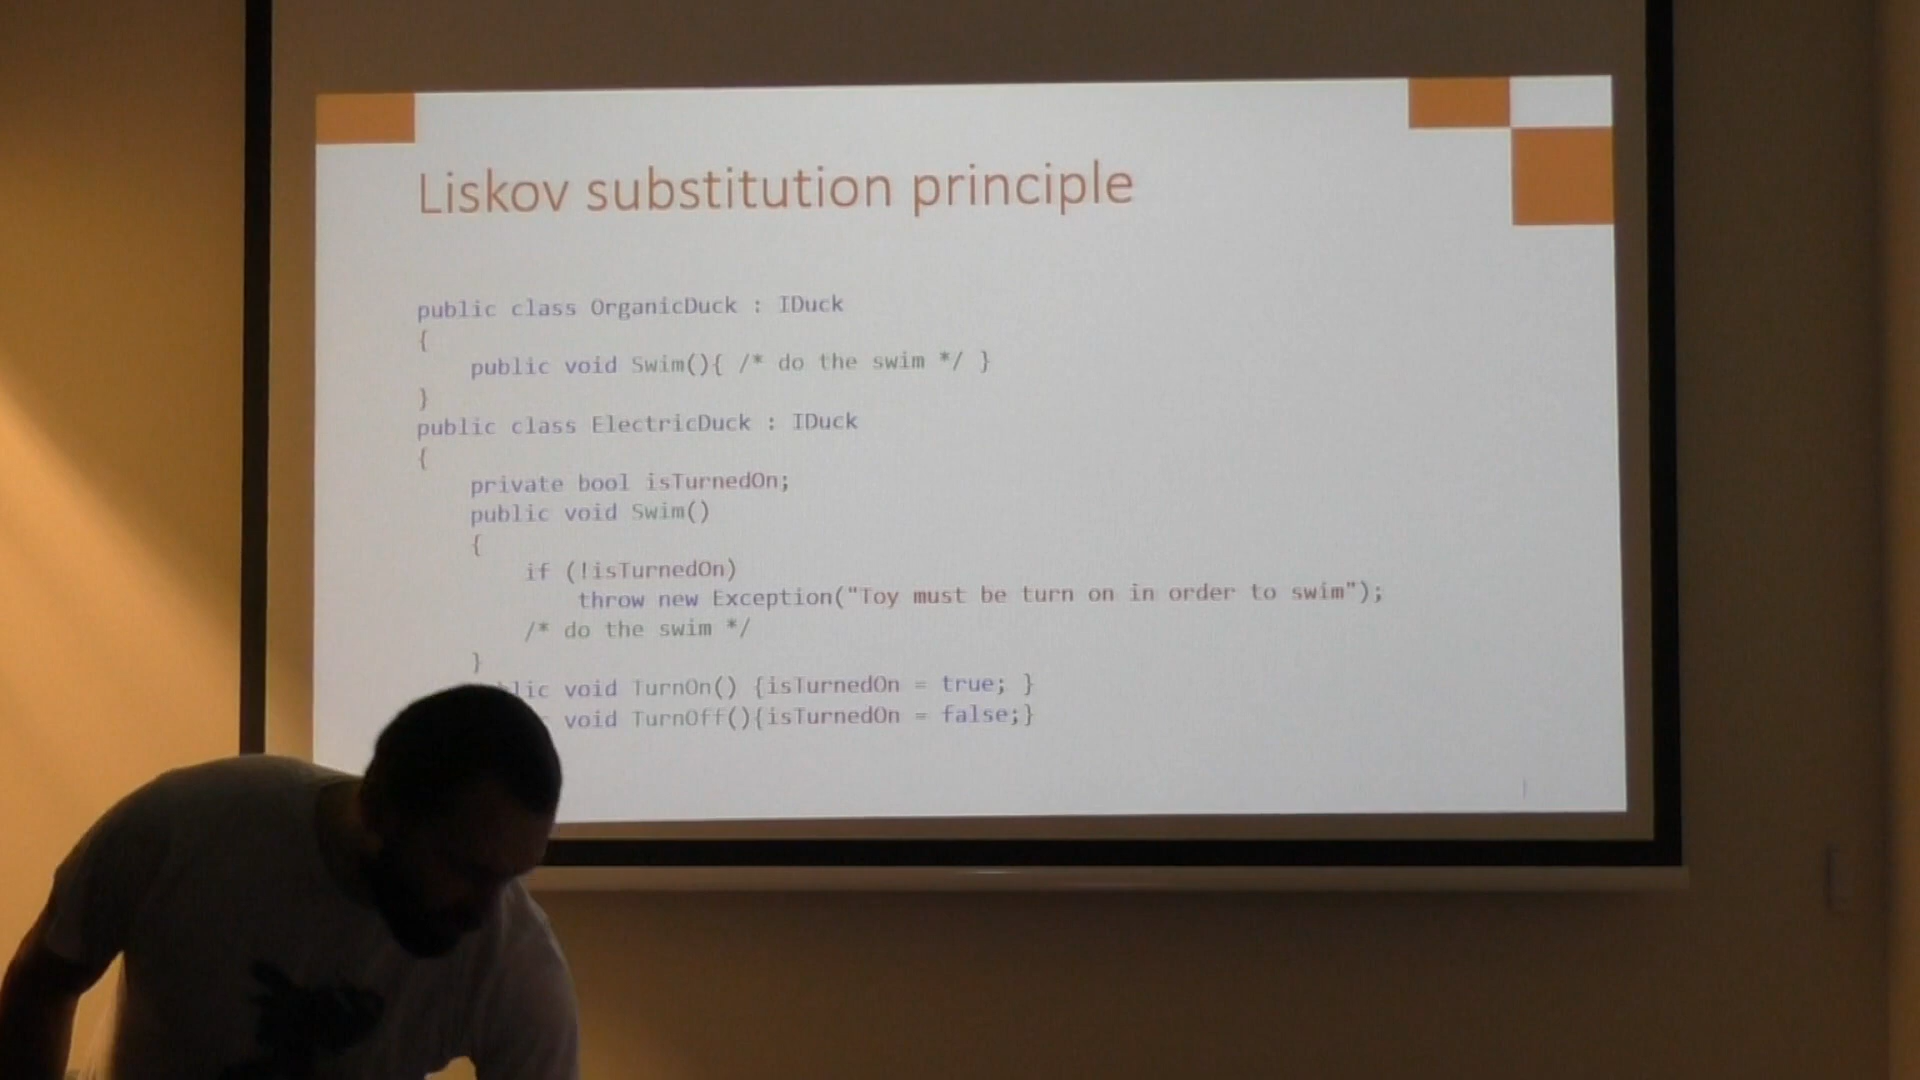 Liskov substitution principle
public class OrganicDuck : IDuck
{
public void Swim(){ /* do the swim */ }
}
public class ElectricDuck : IDuck
{
private bool isTurnedOn;
public void Swim()
{
if (!isTurnedOn)
throw new Exception("Toy must be turn on in order to swim");
/* do the swim */
}
void TurnOn() {isTurnedOn = true; }
void TurnOff(){isTurnedOn = false;}